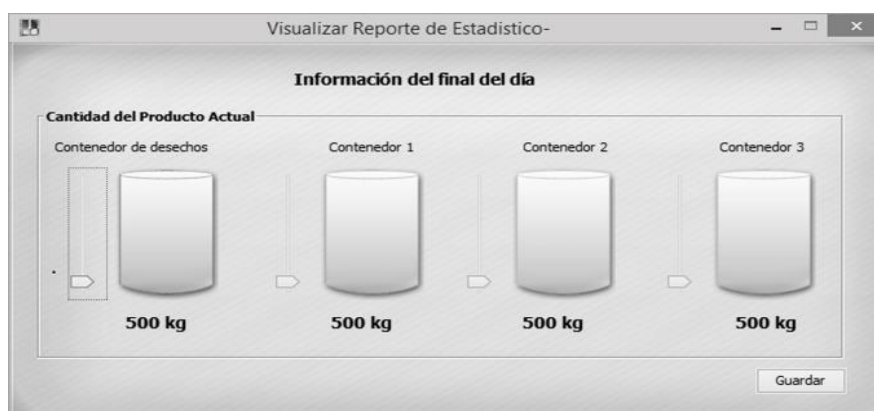 Visualizar Reporte de Estadistico-
Información del final del día
Cantidad del Producto Actual
Contenedor de desechos Contenedor 1 Contenedor 2 Contenedor 3
500 kg 500 kg 500 kg 500 kg
Guardar